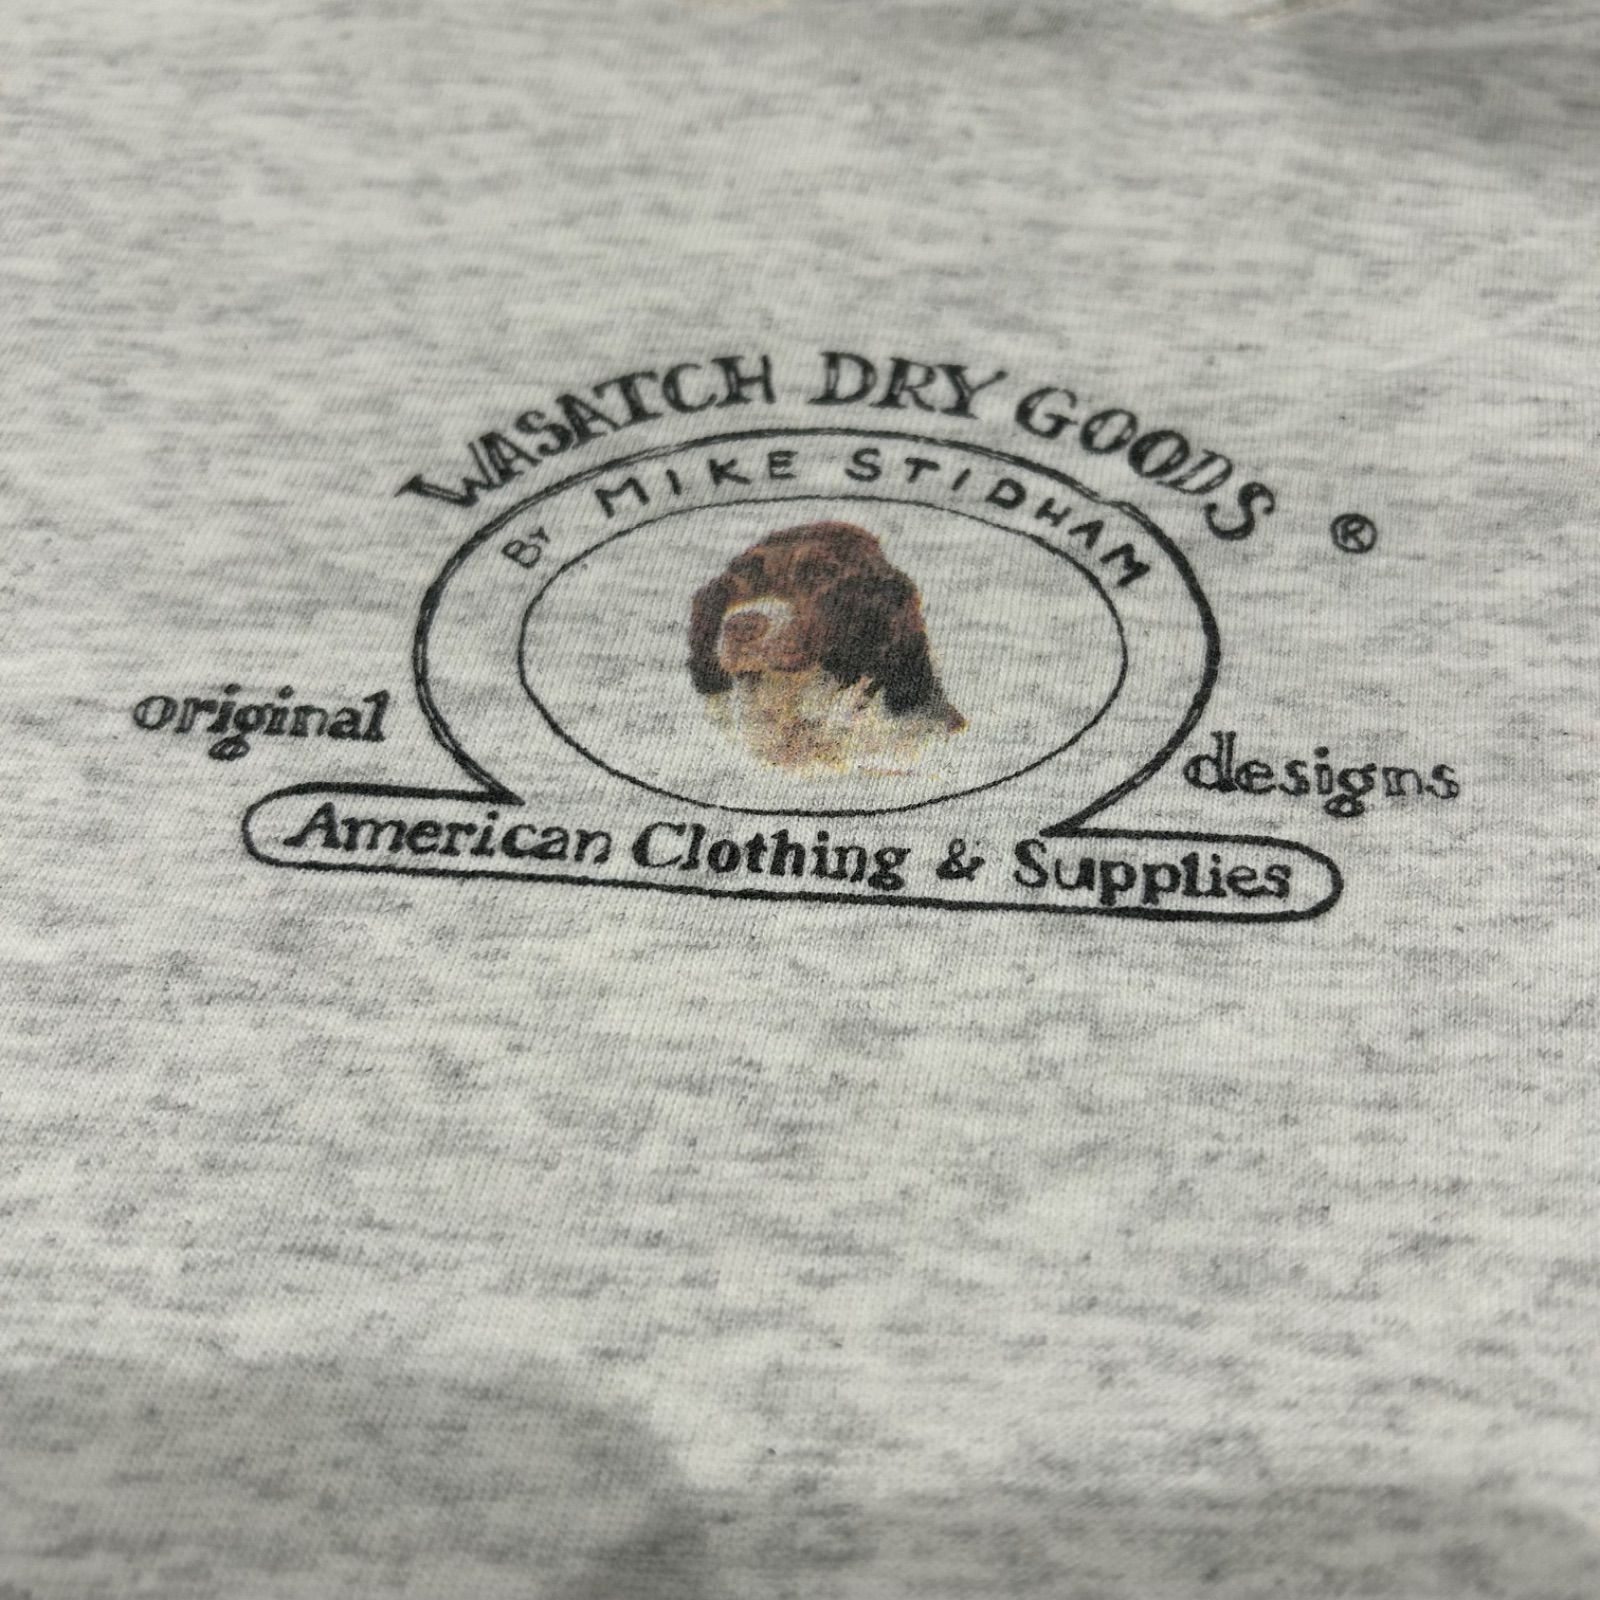 WASATCH DRY GOODS ®
BY MIKE STIDHAM
original designs
American Clothing & Supplies